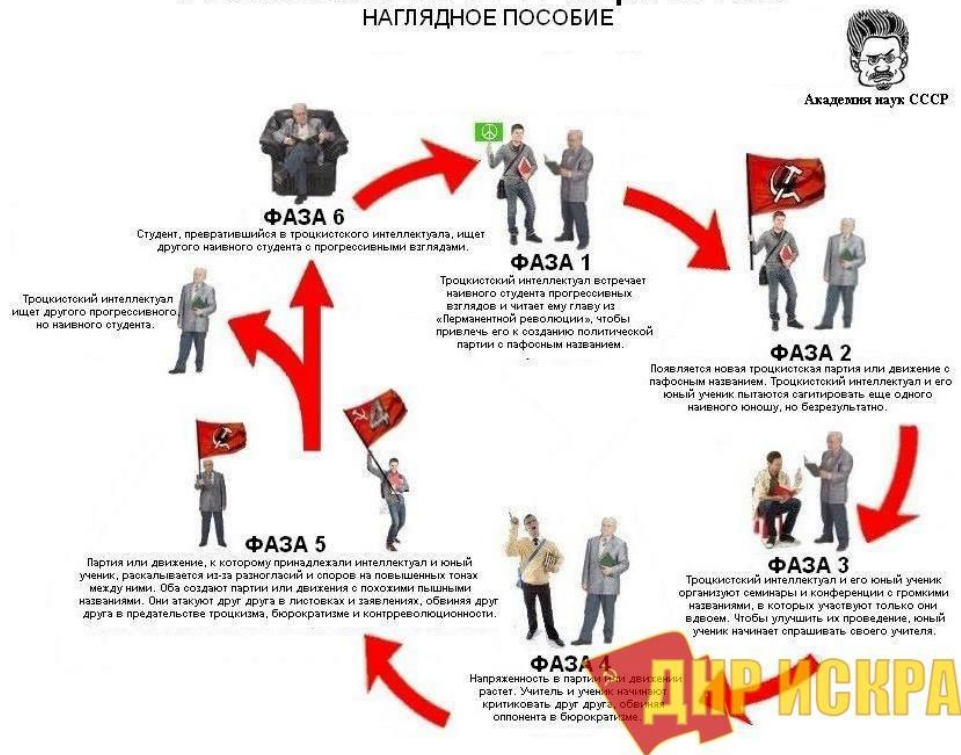 НАГЛЯДНОЕ ПОСОБИЕ
Академия наук СССР
ФАЗА 6
Студент, превратившийся в троцкистского интеллектуала, ищет
другого наивного студента с прогрессивными взглядами.
ФАЗА 1
Троцкистский интеллектуал встречает
наивного студента прогрессивных
взглядов и читает ему главу из
«Перманентной революции», чтобы
привлечь его к созданию политической
партии с пафосным названием.
ФАЗА 2
Появляется новая троцкистская партия или движение с
пафосным названием. Троцкистский интеллектуал и его
юный ученик пытаются сагитировать еще одного
наивного юношу, но безрезультатно.
Троцкистский интеллектуал
ищет другого прогрессивного,
но наивного студента.
ФАЗА 3
Троцкистский интеллектуал и его юный ученик
организуют семинары и конференции с громкими
названиями, в которых участвуют только они
вдвоем. Чтобы улучшить их проведение, юный
ученик начинает спрашивать своего учителя.
ФАЗА 5
Партия или движение, к которому принадлежали интеллектуал и юный
ученик, раскалывается из-за разногласий и споров на повышенных тонах
между ними. Оба создают партии или движения с похожими пышными
названиями. Они атакуют друг друга в листовках и заявлениях, обвиняя друг
друга в предательстве троцкизма, бюрократизме и контрреволюционности.
ФАЗА 4
Напряженность в партии или движении
растет. Учитель и ученик начинают
критиковать друг друга, обвиняя
оппонента в бюрократизме.
ДНР ИСКРА